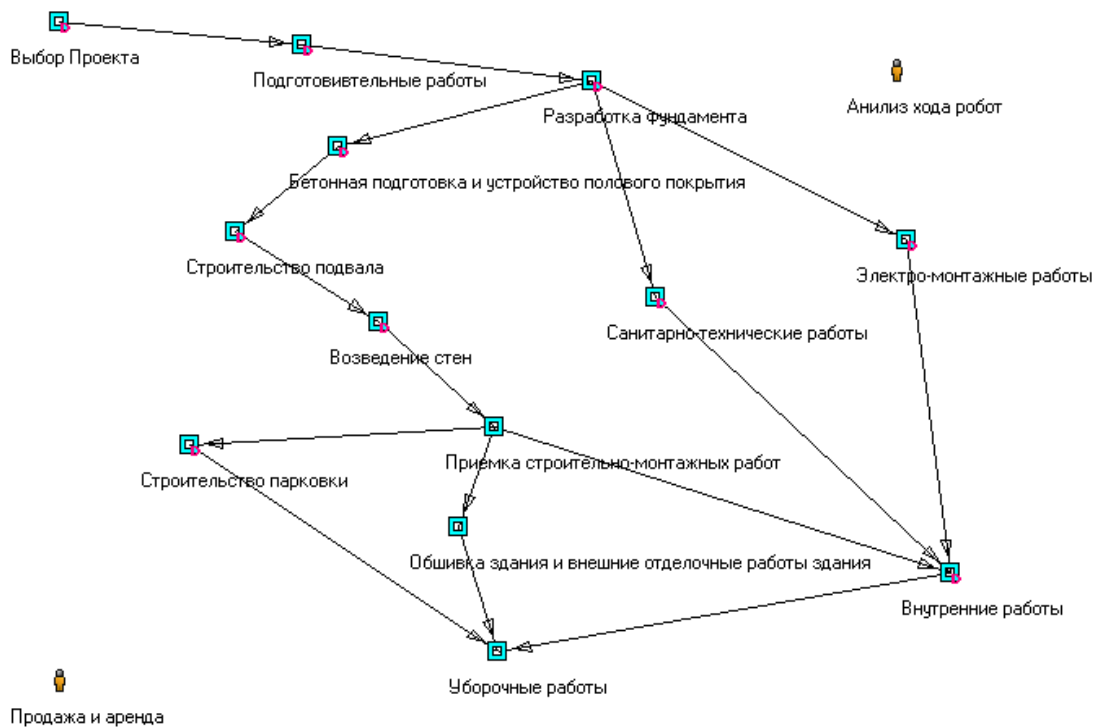 Выбор Проекта
Подготовивтельные работы
Разработка фундамента
Анилиз хода робот
Бетонная подготовка и устройство полового покрытия
Строительство подвала
Электро-монтажные работы
Санитарно-технические работы
Возведение стен
Приемка строительно-монтажных работ
Строительство парковки
Обшивка здания и внешние отделочные работы здания
Внутренние работы
Уборочные работы
Продажа и аренда